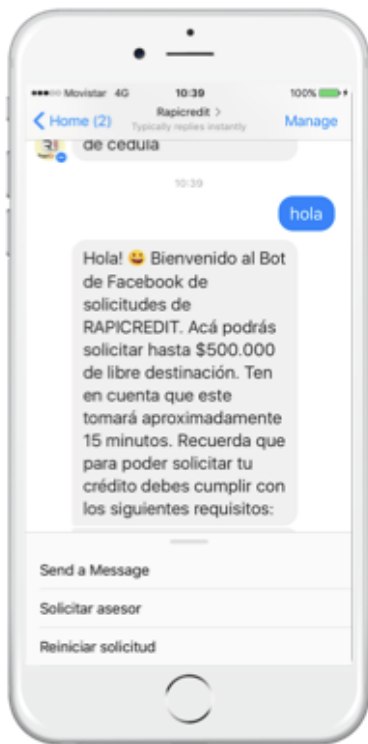 Movistar 4G 10:39 100%
Home (2) Rapicredit > Manage
Typically replies instantly
de cedula
10:39
hola
Hola! 😀 Bienvenido al Bot
de Facebook de
solicitudes de
RAPICREDIT. Acá podrás
solicitar hasta $500.000
de libre destinación. Ten
en cuenta que este
tomará aproximadamente
15 minutos. Recuerda que
para poder solicitar tu
crédito debes cumplir con
los siguientes requisitos:
Send a Message
Solicitar asesor
Reiniciar solicitud